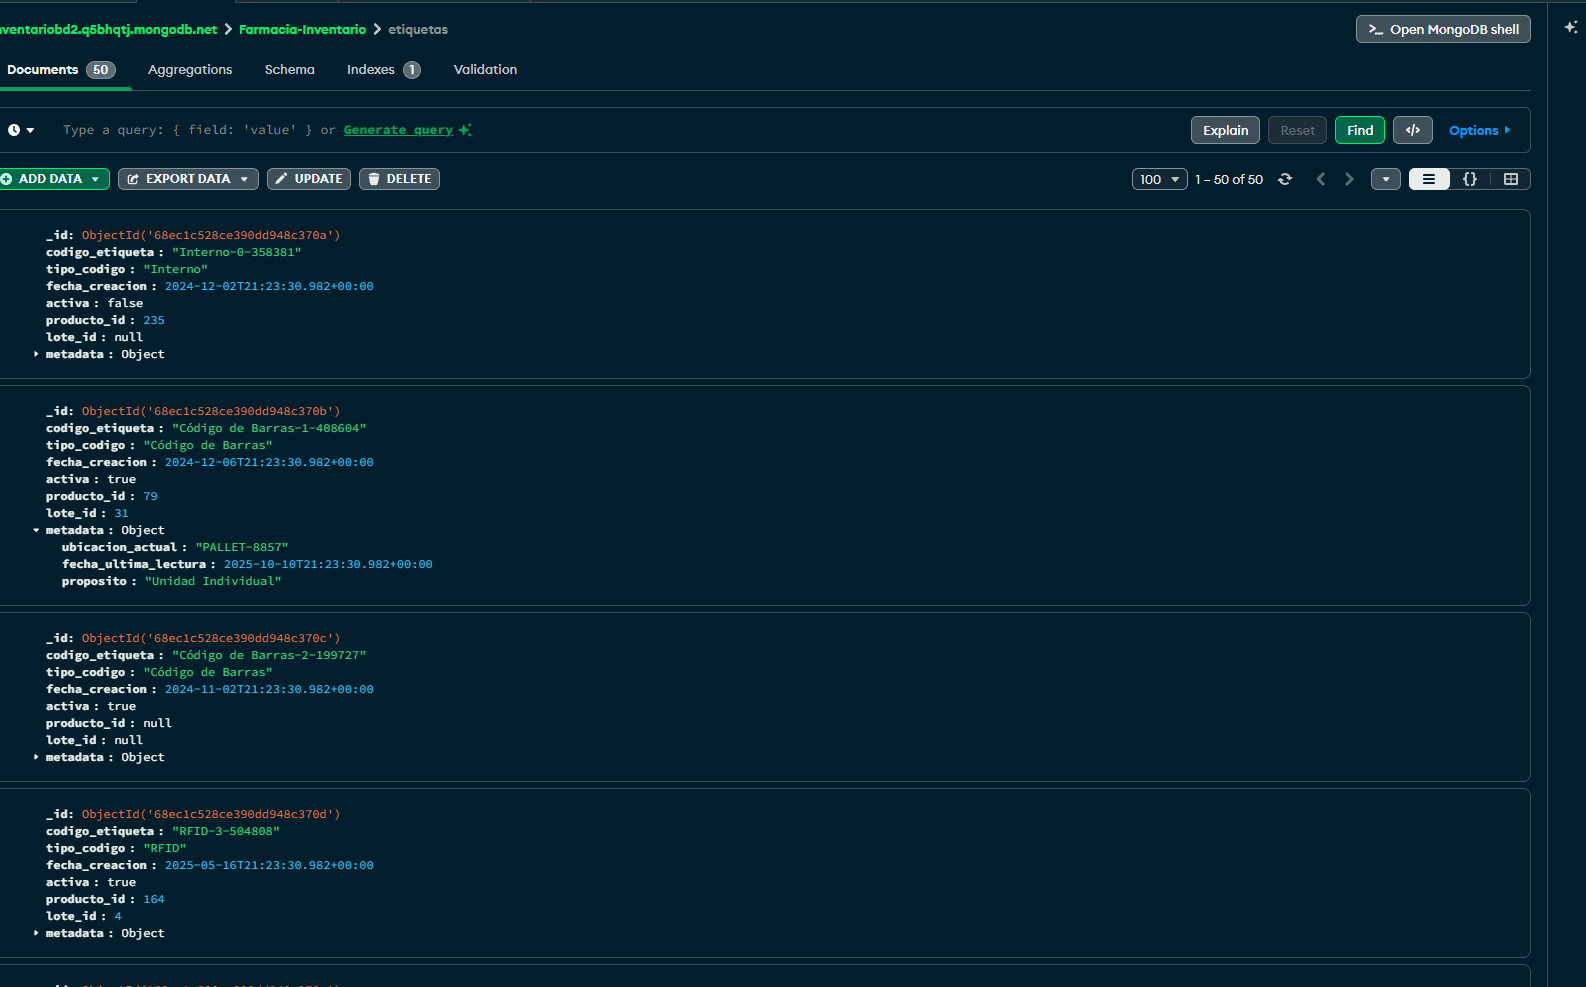 nventariobd2.q5bhqtj.mongodb.net > Farmacia-Inventario > etiquetas
>_ Open MongoDB shell
Documents 50 Aggregations Schema Indexes 1 Validation
Type a query: { field: 'value' } or Generate query
Explain Reset Find </> Options
ADD DATA EXPORT DATA UPDATE DELETE
100 1 – 50 of 50 {}
_id: ObjectId('68ec1c528ce390dd948c370a')
codigo_etiqueta : "Interno-0-358381"
tipo_codigo : "Interno"
fecha_creacion : 2024-12-02T21:23:30.982+00:00
activa : false
producto_id : 235
lote_id : null
metadata : Object
_id: ObjectId('68ec1c528ce390dd948c370b')
codigo_etiqueta : "Código de Barras-1-408604"
tipo_codigo : "Código de Barras"
fecha_creacion : 2024-12-06T21:23:30.982+00:00
activa : true
producto_id : 79
lote_id : 31
metadata : Object
ubicacion_actual : "PALLET-8857"
fecha_ultima_lectura : 2025-10-10T21:23:30.982+00:00
proposito : "Unidad Individual"
_id: ObjectId('68ec1c528ce390dd948c370c')
codigo_etiqueta : "Código de Barras-2-199727"
tipo_codigo : "Código de Barras"
fecha_creacion : 2024-11-02T21:23:30.982+00:00
activa : true
producto_id : null
lote_id : null
metadata : Object
_id: ObjectId('68ec1c528ce390dd948c370d')
codigo_etiqueta : "RFID-3-504808"
tipo_codigo : "RFID"
fecha_creacion : 2025-05-16T21:23:30.982+00:00
activa : true
producto_id : 164
lote_id : 4
metadata : Object